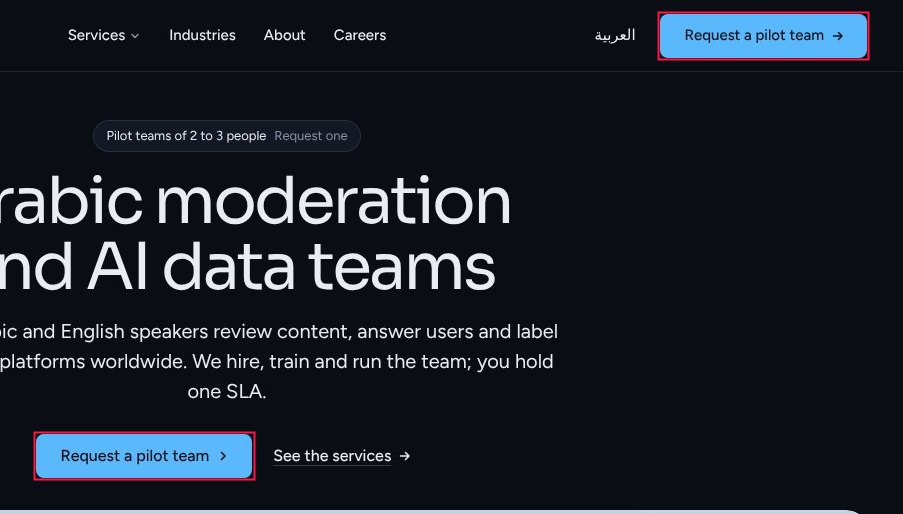 Services
Industries
About
Careers
العربية
Request a pilot team
Pilot teams of 2 to 3 people Request one
moderation
AI data teams
and English speakers review content, answer users and label
platforms worldwide. We hire, train and run the team; you hold
one SLA.
Request a pilot team
See the services